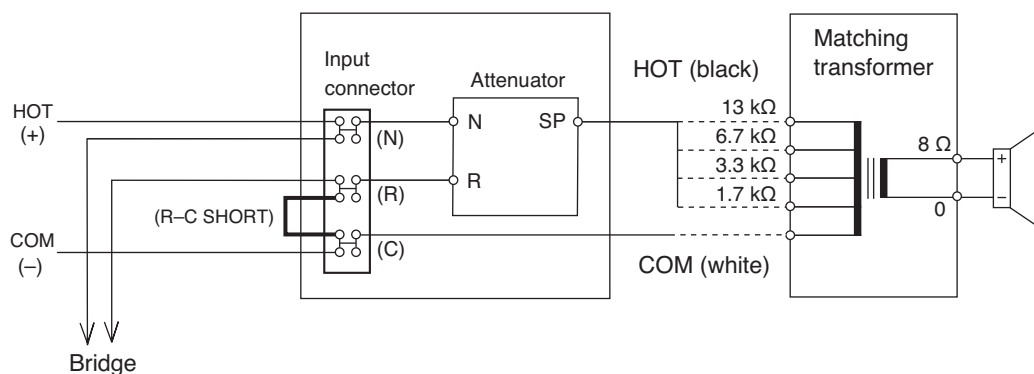 Input
connector
Attenuator
HOT (black)
Matching
transformer
HOT
(+)
(N)
N
SP
13 kΩ
6.7 kΩ
3.3 kΩ
1.7 kΩ
8 Ω
+
–
0
(R)
R
(R–C SHORT)
COM
(–)
(C)
COM (white)
Bridge